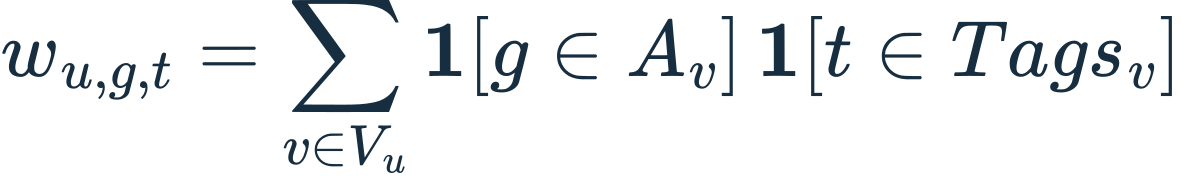 w_{u,g,t} = \sum_{v \in V_u} \mathbf{1}[g \in A_v] \, \mathbf{1}[t \in Tags_v]